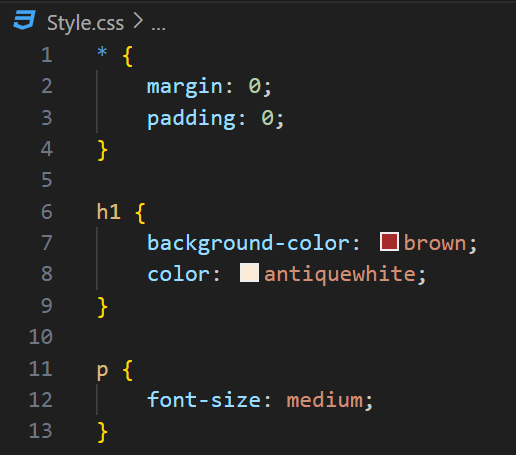 Style.css > ...
1 * {
2     margin: 0;
3     padding: 0;
4 }
5
6 h1 {
7     background-color: brown;
8     color: antiquewhite;
9 }
10
11 p {
12     font-size: medium;
13 }